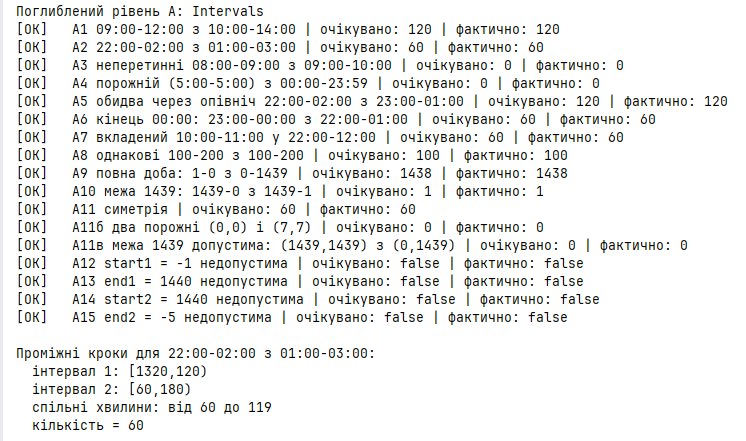 Поглиблений рівень A: Intervals
[OK]   A1 09:00-12:00 з 10:00-14:00 | очікувано: 120 | фактично: 120
[OK]   A2 22:00-02:00 з 01:00-03:00 | очікувано: 60 | фактично: 60
[OK]   A3 неперетинні 08:00-09:00 з 09:00-10:00 | очікувано: 0 | фактично: 0
[OK]   A4 порожній (5:00-5:00) з 00:00-23:59 | очікувано: 0 | фактично: 0
[OK]   A5 обидва через опівніч 22:00-02:00 з 23:00-01:00 | очікувано: 120 | фактично: 120
[OK]   A6 кінець 00:00: 23:00-00:00 з 22:00-01:00 | очікувано: 60 | фактично: 60
[OK]   A7 вкладений 10:00-11:00 у 22:00-12:00 | очікувано: 60 | фактично: 60
[OK]   A8 однакові 100-200 з 100-200 | очікувано: 100 | фактично: 100
[OK]   A9 повна доба: 1-0 з 0-1439 | очікувано: 1438 | фактично: 1438
[OK]   A10 межа 1439: 1439-0 з 1439-1 | очікувано: 1 | фактично: 1
[OK]   A11 симетрія | очікувано: 60 | фактично: 60
[OK]   A11б два порожні (0,0) і (7,7) | очікувано: 0 | фактично: 0
[OK]   A11в межа 1439 допустима: (1439,1439) з (0,1439) | очікувано: 0 | фактично: 0
[OK]   A12 start1 = -1 недопустима | очікувано: false | фактично: false
[OK]   A13 end1 = 1440 недопустима | очікувано: false | фактично: false
[OK]   A14 start2 = 1440 недопустима | очікувано: false | фактично: false
[OK]   A15 end2 = -5 недопустима | очікувано: false | фактично: false

Проміжні кроки для 22:00-02:00 з 01:00-03:00:
  інтервал 1: [1320,120)
  інтервал 2: [60,180)
  спільні хвилини: від 60 до 119
  кількість = 60